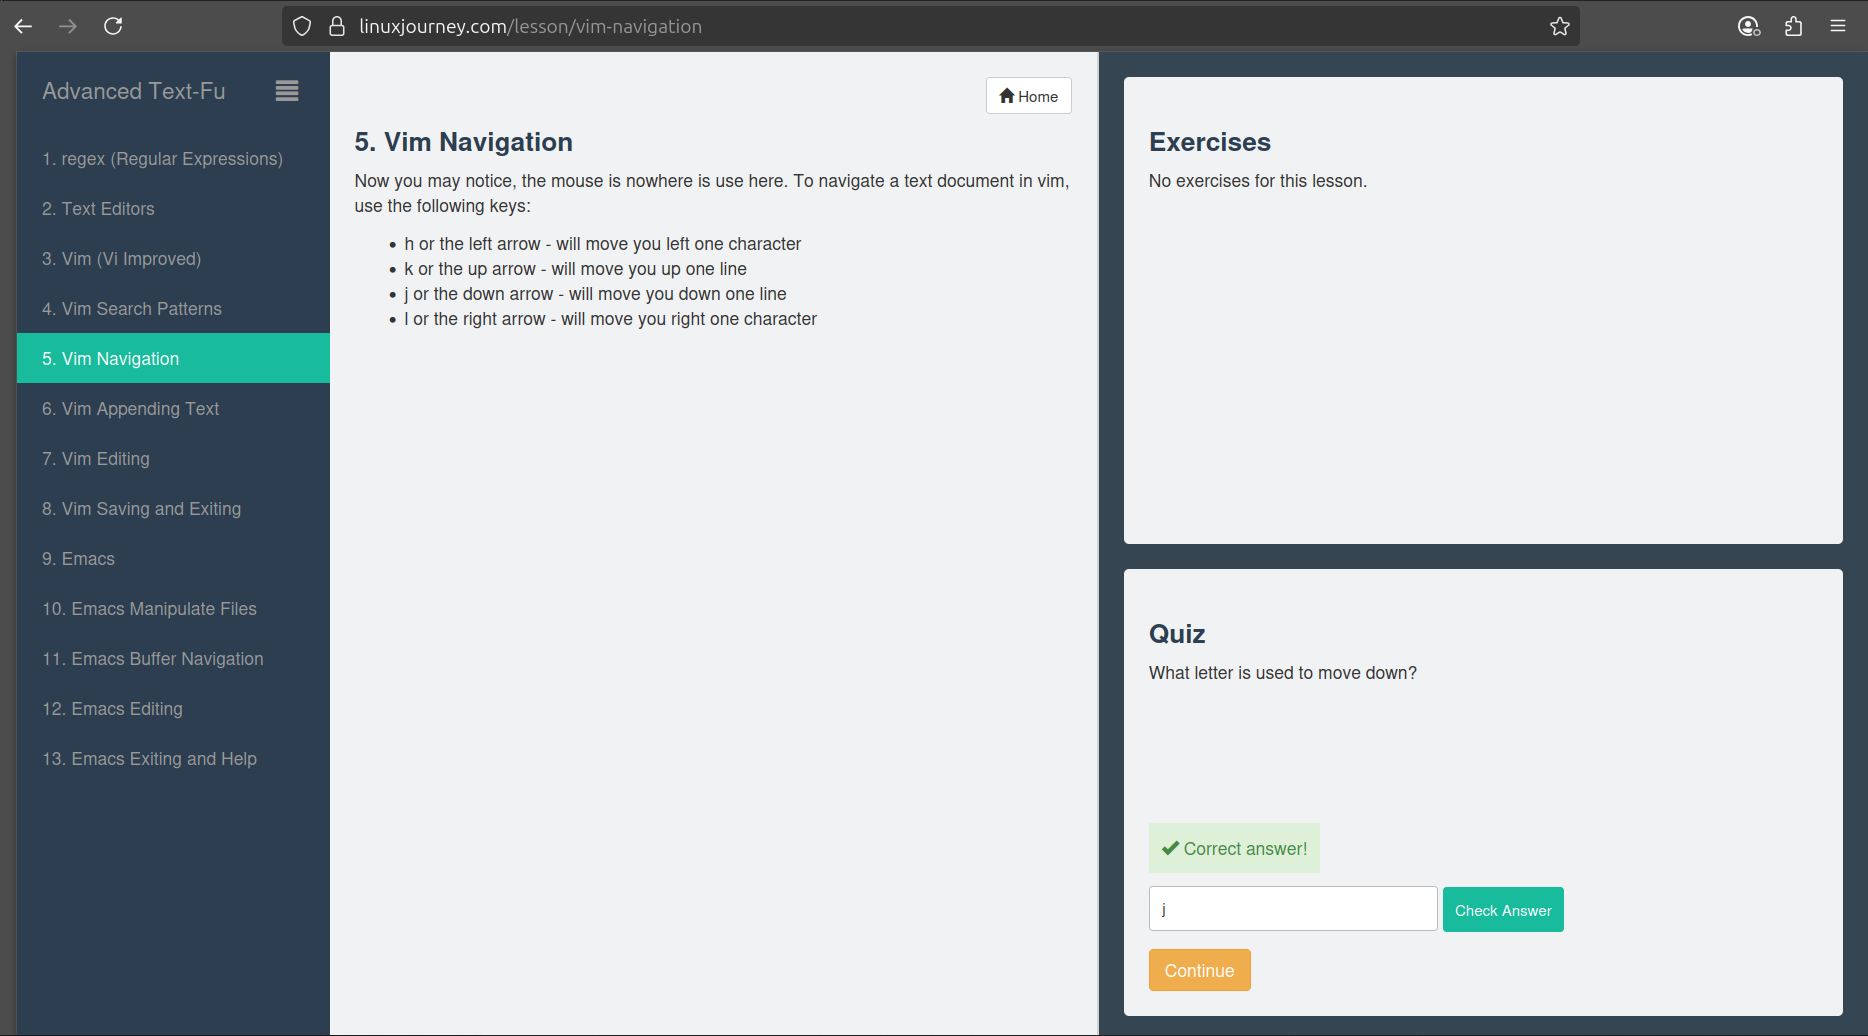 linuxjourney.com/lesson/vim-navigation
Advanced Text-Fu
1. regex (Regular Expressions)
2. Text Editors
3. Vim (Vi Improved)
4. Vim Search Patterns
5. Vim Navigation
6. Vim Appending Text
7. Vim Editing
8. Vim Saving and Exiting
9. Emacs
10. Emacs Manipulate Files
11. Emacs Buffer Navigation
12. Emacs Editing
13. Emacs Exiting and Help
Home
5. Vim Navigation
Now you may notice, the mouse is nowhere is use here. To navigate a text document in vim,
use the following keys:
• h or the left arrow - will move you left one character
• k or the up arrow - will move you up one line
• j or the down arrow - will move you down one line
• l or the right arrow - will move you right one character
Exercises
No exercises for this lesson.
Quiz
What letter is used to move down?
Correct answer!
j
Check Answer
Continue